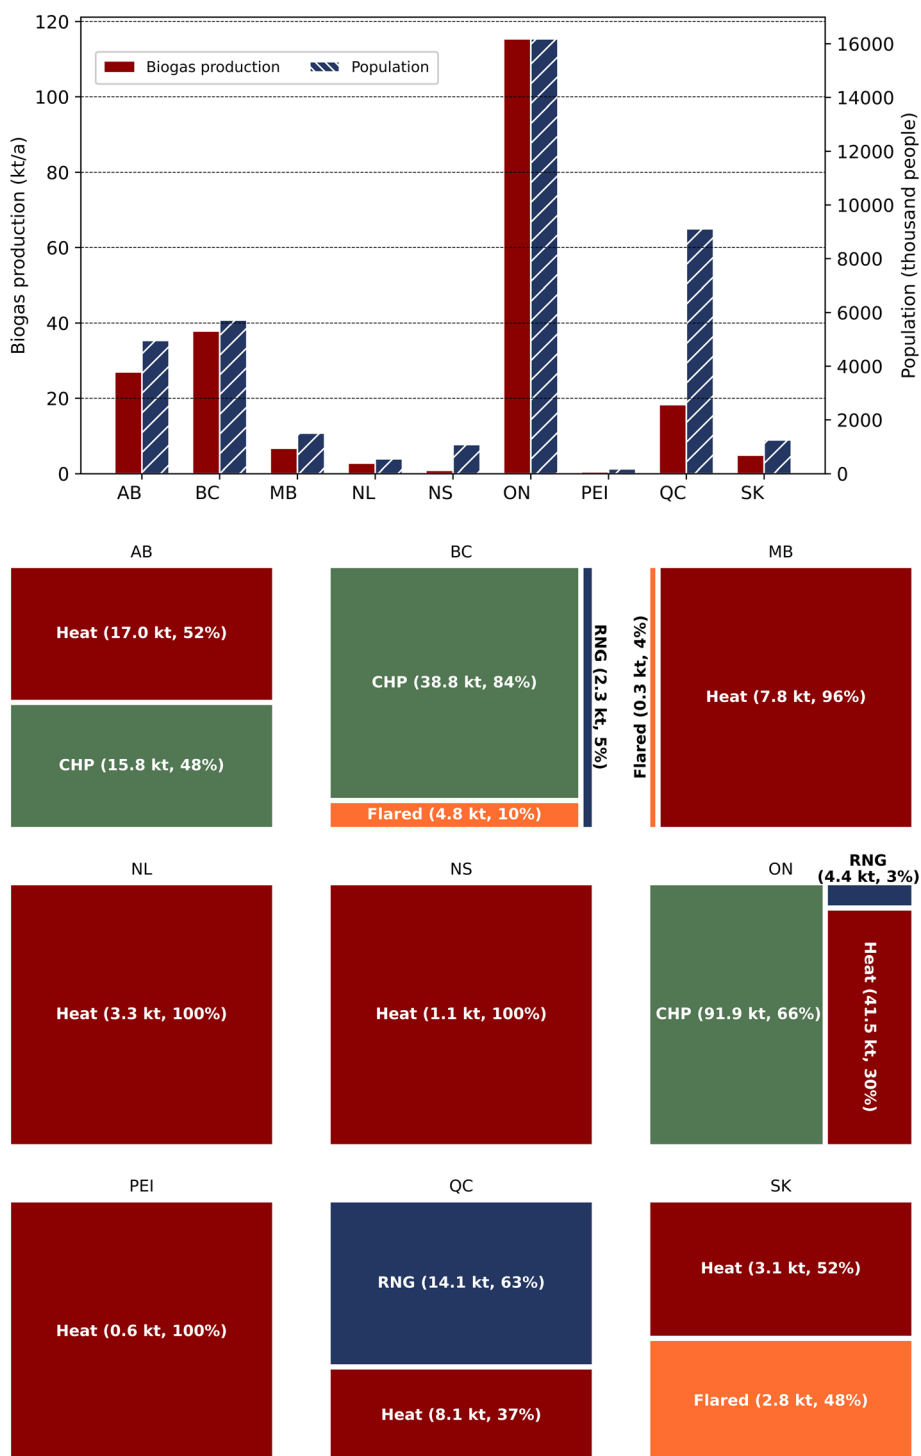 120
100
80
60
40
20
0
Biogas production (kt/a)
Biogas production
Population
16000
14000
12000
10000
8000
6000
4000
2000
0
Population (thousand people)
AB BC MB NL NS ON PEI QC SK
AB
Heat (17.0 kt, 52%)
CHP (15.8 kt, 48%)
BC
CHP (38.8 kt, 84%)
Flared (4.8 kt, 10%)
RNG (2.3 kt, 5%)
MB
Flared (0.3 kt, 4%)
Heat (7.8 kt, 96%)
NL
Heat (3.3 kt, 100%)
NS
Heat (1.1 kt, 100%)
ON
RNG
(4.4 kt, 3%)
CHP (91.9 kt, 66%)
Heat (41.5 kt, 30%)
PEI
Heat (0.6 kt, 100%)
QC
RNG (14.1 kt, 63%)
Heat (8.1 kt, 37%)
SK
Heat (3.1 kt, 52%)
Flared (2.8 kt, 48%)